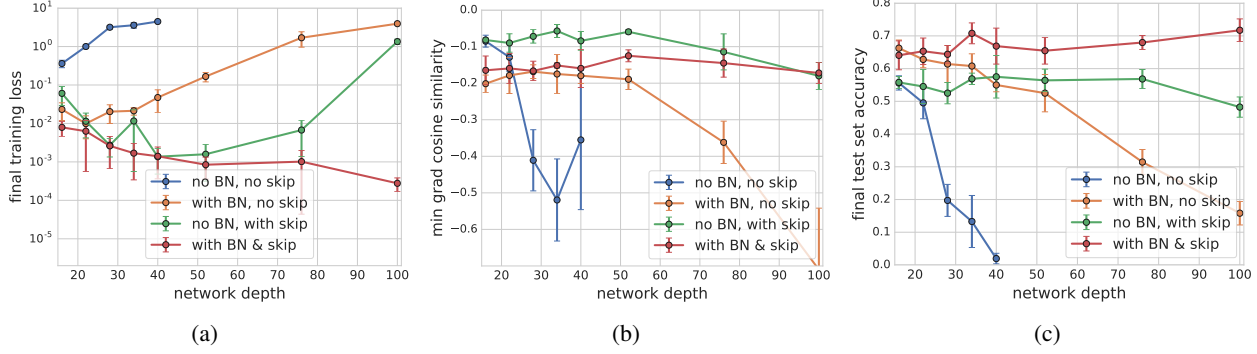 10^1
10^0
10^-1
10^-2
10^-3
10^-4
10^-5
final training loss
20 30 40 50 60 70 80 90 100
network depth
no BN, no skip
with BN, no skip
no BN, with skip
with BN & skip
(a)
0.0
−0.1
−0.2
−0.3
−0.4
−0.5
−0.6
min grad cosine similarity
20 30 40 50 60 70 80 90 100
network depth
no BN, no skip
with BN, no skip
no BN, with skip
with BN & skip
(b)
0.8
0.7
0.6
0.5
0.4
0.3
0.2
0.1
0.0
final test set accuracy
20 30 40 50 60 70 80 90 100
network depth
no BN, no skip
with BN, no skip
no BN, with skip
with BN & skip
(c)